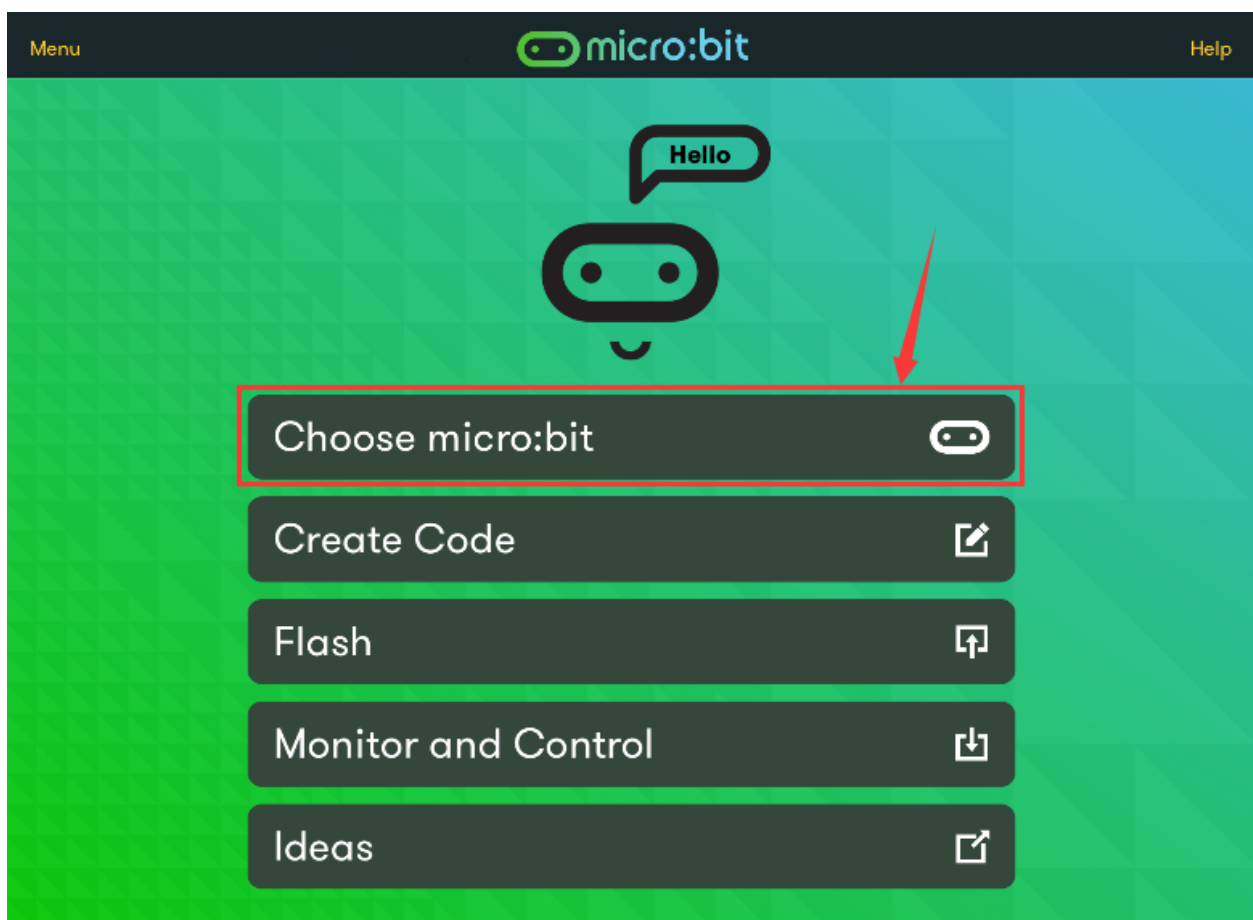 Menu
micro:bit
Help
Hello
Choose micro:bit
Create Code
Flash
Monitor and Control
Ideas